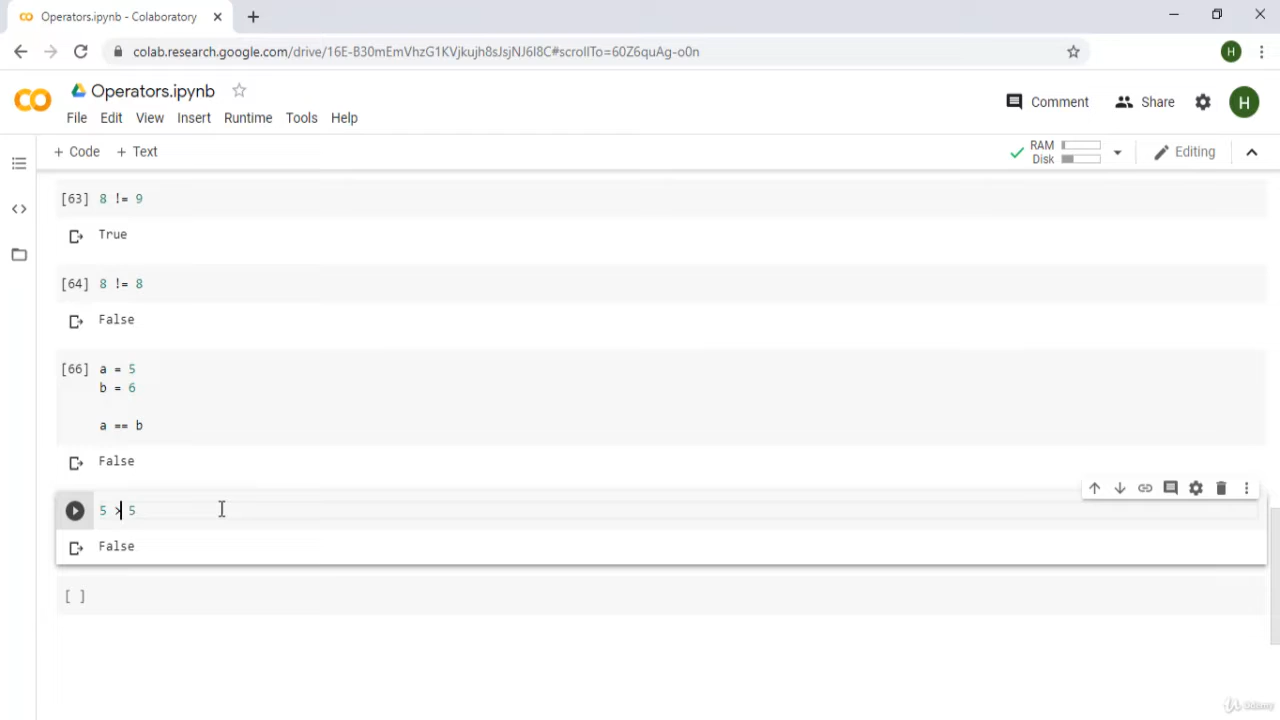 Operators.ipynb - Colaboratory
colab.research.google.com/drive/16E-B30mEmVhzG1KVjkujh8sJsjNJ6I8C#scrollTo=60Z6quAg-o0n
H
CO
Operators.ipynb
Comment
Share
H
File Edit View Insert Runtime Tools Help
+ Code + Text
RAM
Disk
Editing
[63] 8 != 9
True
[64] 8 != 8
False
[66] a = 5
b = 6
a == b
False
5 > 5
False
[ ]
Udemy